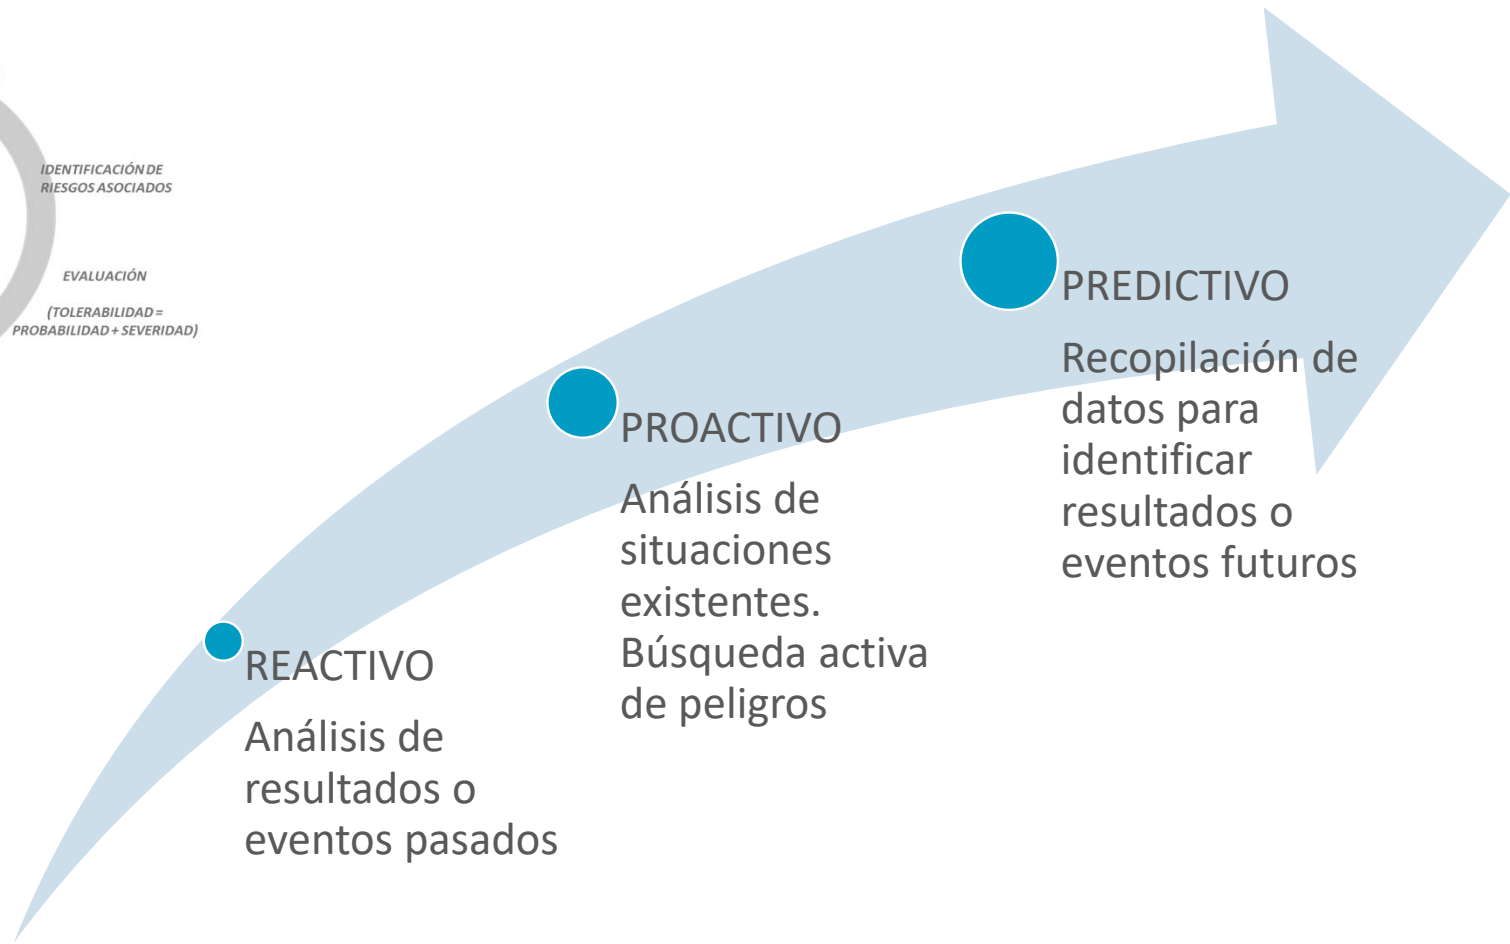 IDENTIFICACIÓN DE
RIESGOS ASOCIADOS
EVALUACIÓN
(TOLERABILIDAD =
PROBABILIDAD + SEVERIDAD)
REACTIVO
Análisis de
resultados o
eventos pasados
PROACTIVO
Análisis de
situaciones
existentes.
Búsqueda activa
de peligros
PREDICTIVO
Recopilación de
datos para
identificar
resultados o
eventos futuros